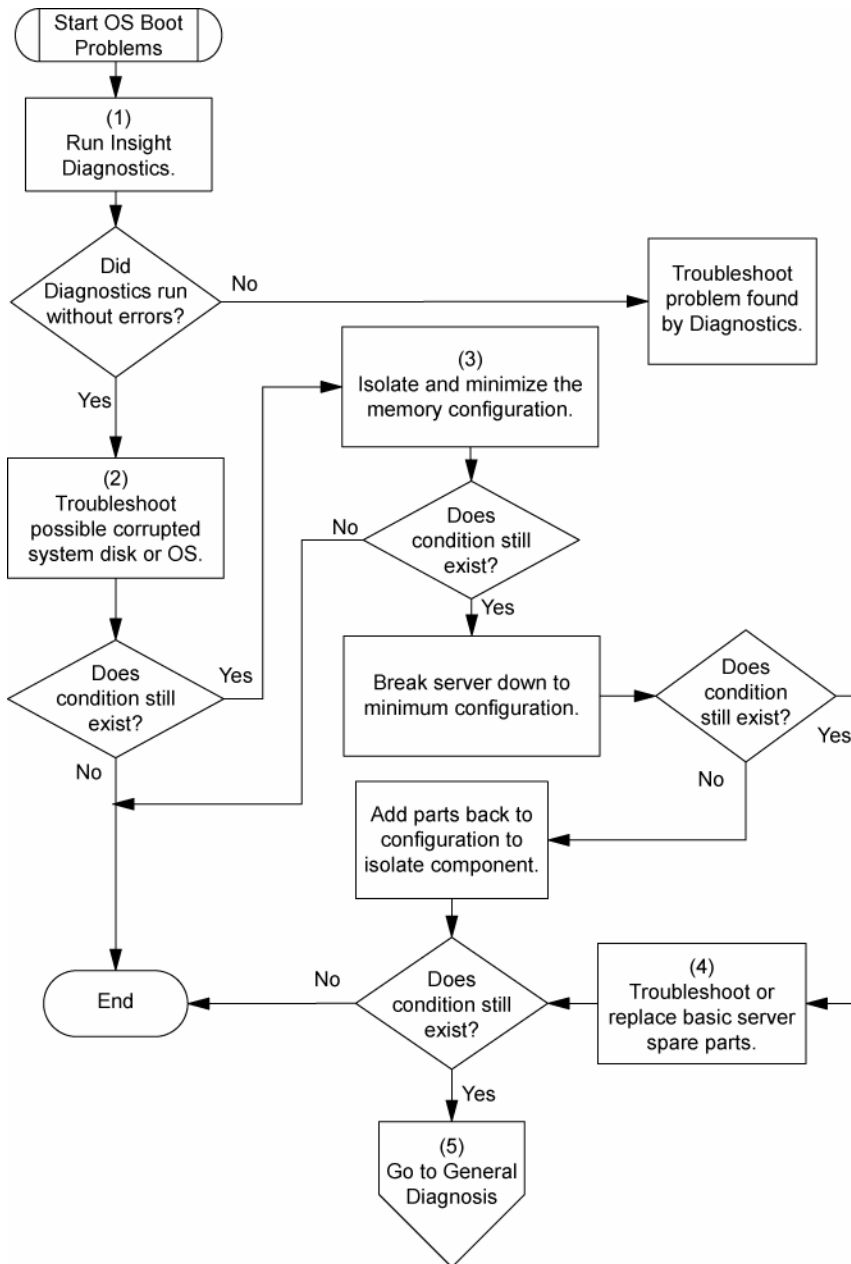 Start OS Boot
Problems
(1)
Run Insight
Diagnostics.
Did
Diagnostics run
without errors?
No
Troubleshoot
problem found
by Diagnostics.
Yes
(2)
Troubleshoot
possible corrupted
system disk or OS.
Does
condition still
exist?
Yes
No
(3)
Isolate and minimize the
memory configuration.
Does
condition still
exist?
No
Yes
Break server down to
minimum configuration.
Does
condition
still exist?
Yes
No
Add parts back to
configuration to
isolate component.
(4)
Troubleshoot or
replace basic server
spare parts.
Does
condition still
exist?
No
End
Yes
(5)
Go to General
Diagnosis